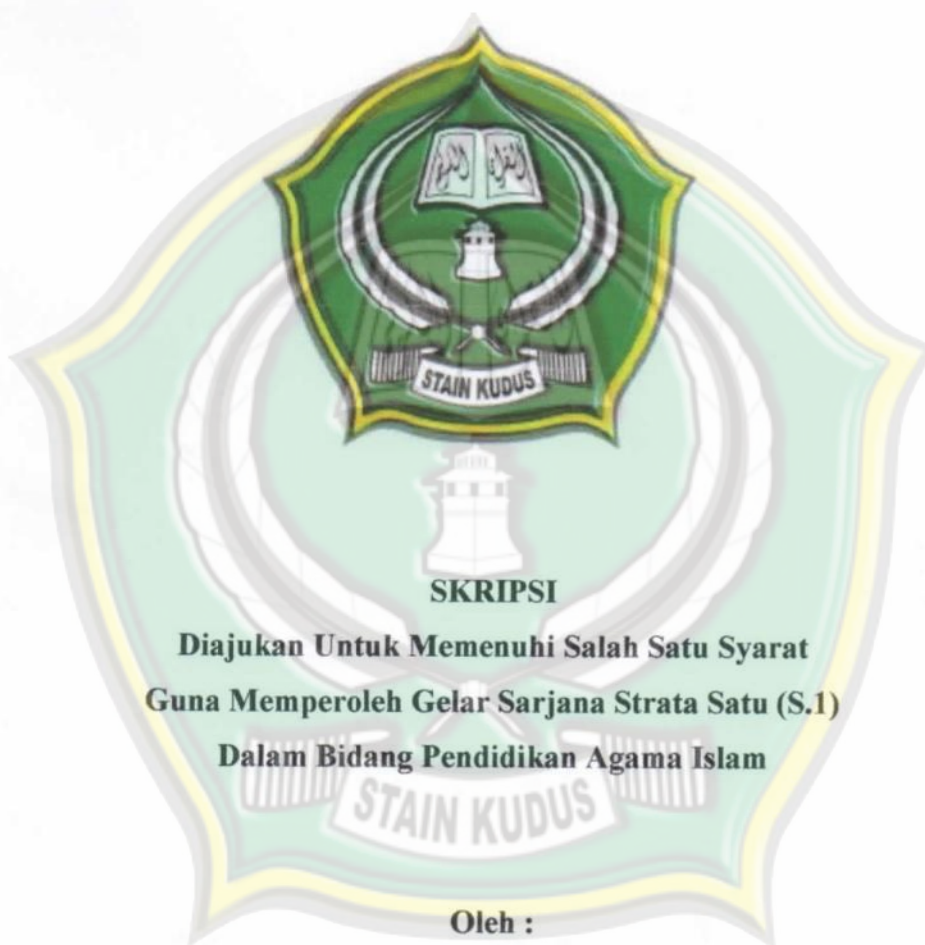 STAIN KUDUS
SKRIPSI
Diajukan Untuk Memenuhi Salah Satu Syarat
Guna Memperoleh Gelar Sarjana Strata Satu (S.1)
Dalam Bidang Pendidikan Agama Islam
STAIN KUDUS
Oleh :